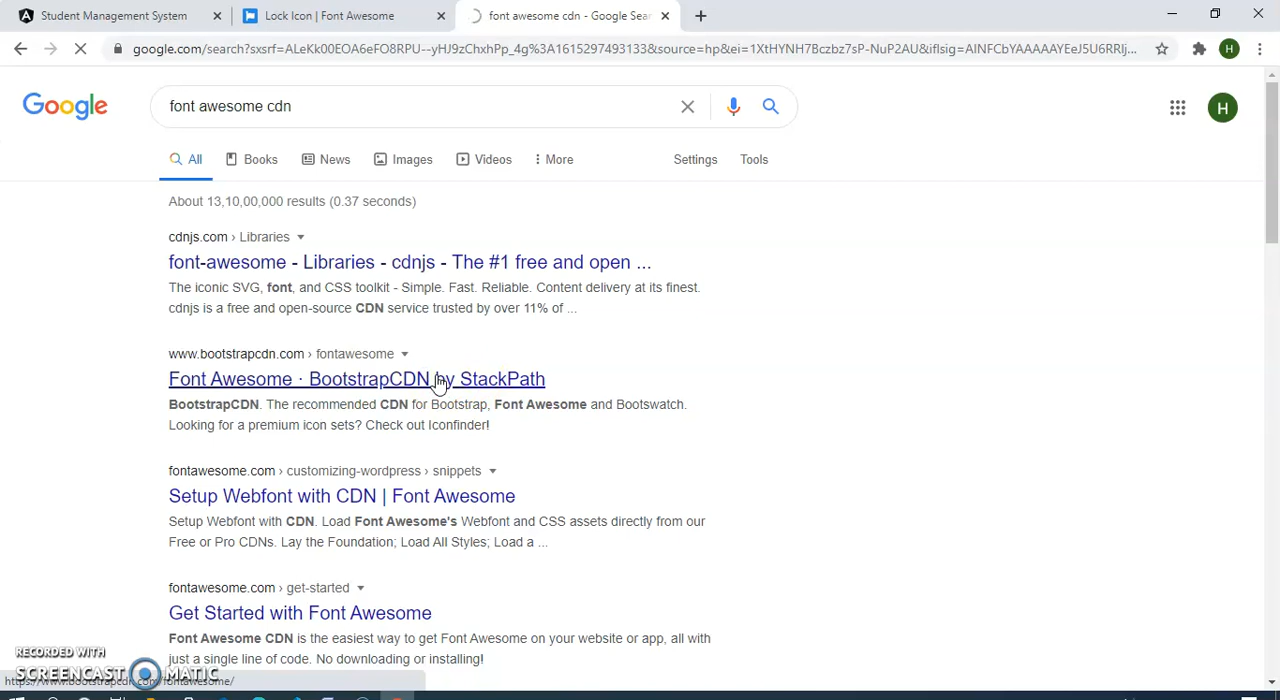 Student Management System
Lock Icon | Font Awesome
font awesome cdn - Google Sear
google.com/search?sxsrf=ALeKk00EOA6eFO8RPU--yHJ9zChxhPp_4g%3A1615297493133&source=hp&ei=1XtHYNH7Bczbz7sP-NuP2AU&iflsig=AINFCbYAAAAAYEeJ5U6RRIj...
H
Google
font awesome cdn
H
All
Books
News
Images
Videos
More
Settings
Tools
About 13,10,00,000 results (0.37 seconds)
cdnjs.com › Libraries
font-awesome - Libraries - cdnjs - The #1 free and open ...
The iconic SVG, font, and CSS toolkit - Simple. Fast. Reliable. Content delivery at its finest.
cdnjs is a free and open-source CDN service trusted by over 11% of ...
www.bootstrapcdn.com › fontawesome
Font Awesome · BootstrapCDN by StackPath
BootstrapCDN. The recommended CDN for Bootstrap, Font Awesome and Bootswatch.
Looking for a premium icon sets? Check out Iconfinder!
fontawesome.com › customizing-wordpress › snippets
Setup Webfont with CDN | Font Awesome
Setup Webfont with CDN. Load Font Awesome's Webfont and CSS assets directly from our
Free or Pro CDNs. Lay the Foundation; Load All Styles; Load a ...
fontawesome.com › get-started
Get Started with Font Awesome
Font Awesome CDN is the easiest way to get Font Awesome on your website or app, all with
just a single line of code. No downloading or installing!
RECORDED WITH
SCREENCAST MATIC
https://www.bootstrapcdn.com/fontawesome/